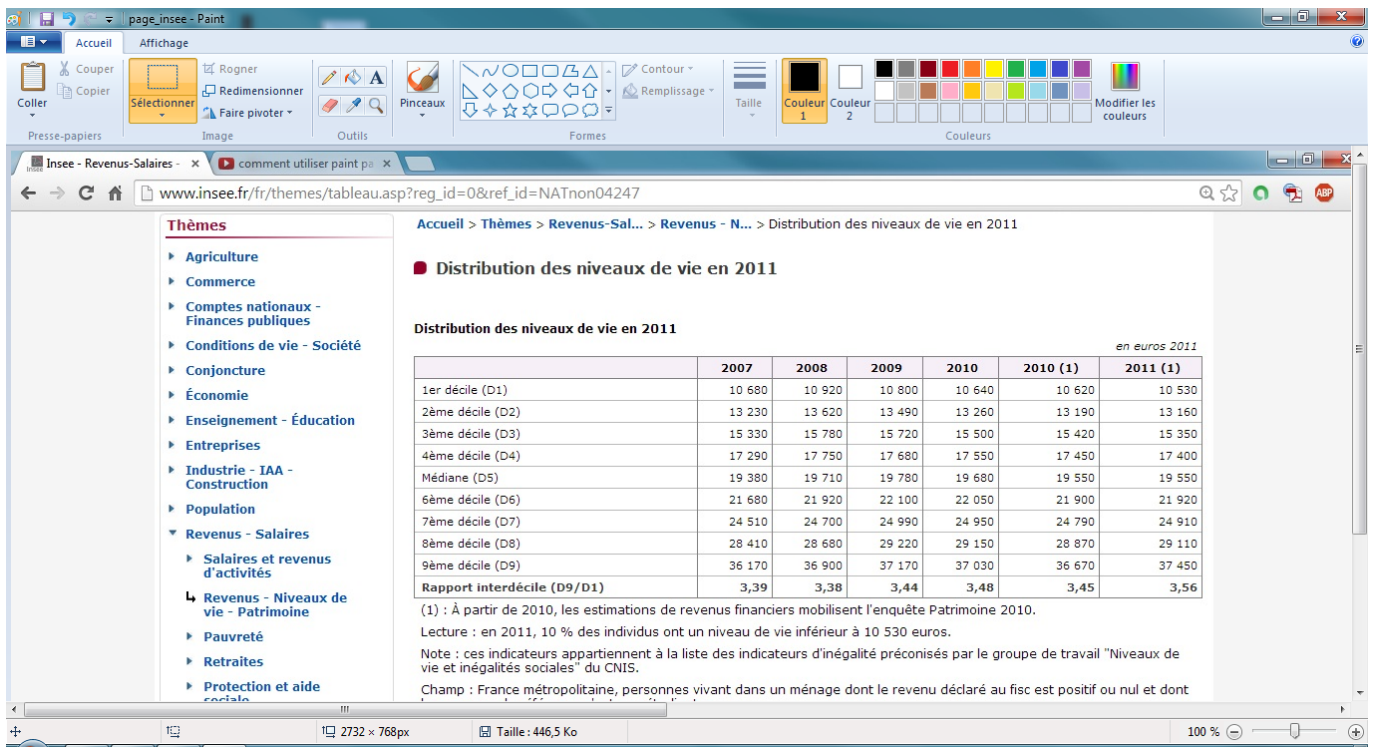 page_insee - Paint
Accueil Affichage
Coller
Couper
Copier
Presse-papiers
Sélectionner
Rogner
Redimensionner
Faire pivoter
Image
A
Outils
Pinceaux
Contour
Remplissage
Formes
Taille
Couleur 1
Couleur 2
Modifier les couleurs
Couleurs
Insee - Revenus-Salaires -
comment utiliser paint pa
www.insee.fr/fr/themes/tableau.asp?reg_id=0&ref_id=NATnon04247
ABP
Thèmes
Agriculture
Commerce
Comptes nationaux -
Finances publiques
Conditions de vie - Société
Conjoncture
Économie
Enseignement - Éducation
Entreprises
Industrie - IAA -
Construction
Population
Revenus - Salaires
Salaires et revenus
d'activités
Revenus - Niveaux de
vie - Patrimoine
Pauvreté
Retraites
Protection et aide
sociale
Accueil > Thèmes > Revenus-Sal... > Revenus - N... > Distribution des niveaux de vie en 2011
Distribution des niveaux de vie en 2011
Distribution des niveaux de vie en 2011
en euros 2011
2007 2008 2009 2010 2010 (1) 2011 (1)
1er décile (D1) 10 680 10 920 10 800 10 640 10 620 10 530
2ème décile (D2) 13 230 13 620 13 490 13 260 13 190 13 160
3ème décile (D3) 15 330 15 780 15 720 15 500 15 420 15 350
4ème décile (D4) 17 290 17 750 17 680 17 550 17 450 17 400
Médiane (D5) 19 380 19 710 19 780 19 680 19 550 19 550
6ème décile (D6) 21 680 21 920 22 100 22 050 21 900 21 920
7ème décile (D7) 24 510 24 700 24 990 24 950 24 790 24 910
8ème décile (D8) 28 410 28 680 29 220 29 150 28 870 29 110
9ème décile (D9) 36 170 36 900 37 170 37 030 36 670 37 450
Rapport interdécile (D9/D1) 3,39 3,38 3,44 3,48 3,45 3,56
(1) : À partir de 2010, les estimations de revenus financiers mobilisent l'enquête Patrimoine 2010.
Lecture : en 2011, 10 % des individus ont un niveau de vie inférieur à 10 530 euros.
Note : ces indicateurs appartiennent à la liste des indicateurs d'inégalité préconisés par le groupe de travail "Niveaux de
vie et inégalités sociales" du CNIS.
Champ : France métropolitaine, personnes vivant dans un ménage dont le revenu déclaré au fisc est positif ou nul et dont
2732 × 768px
Taille : 446,5 Ko
100 %